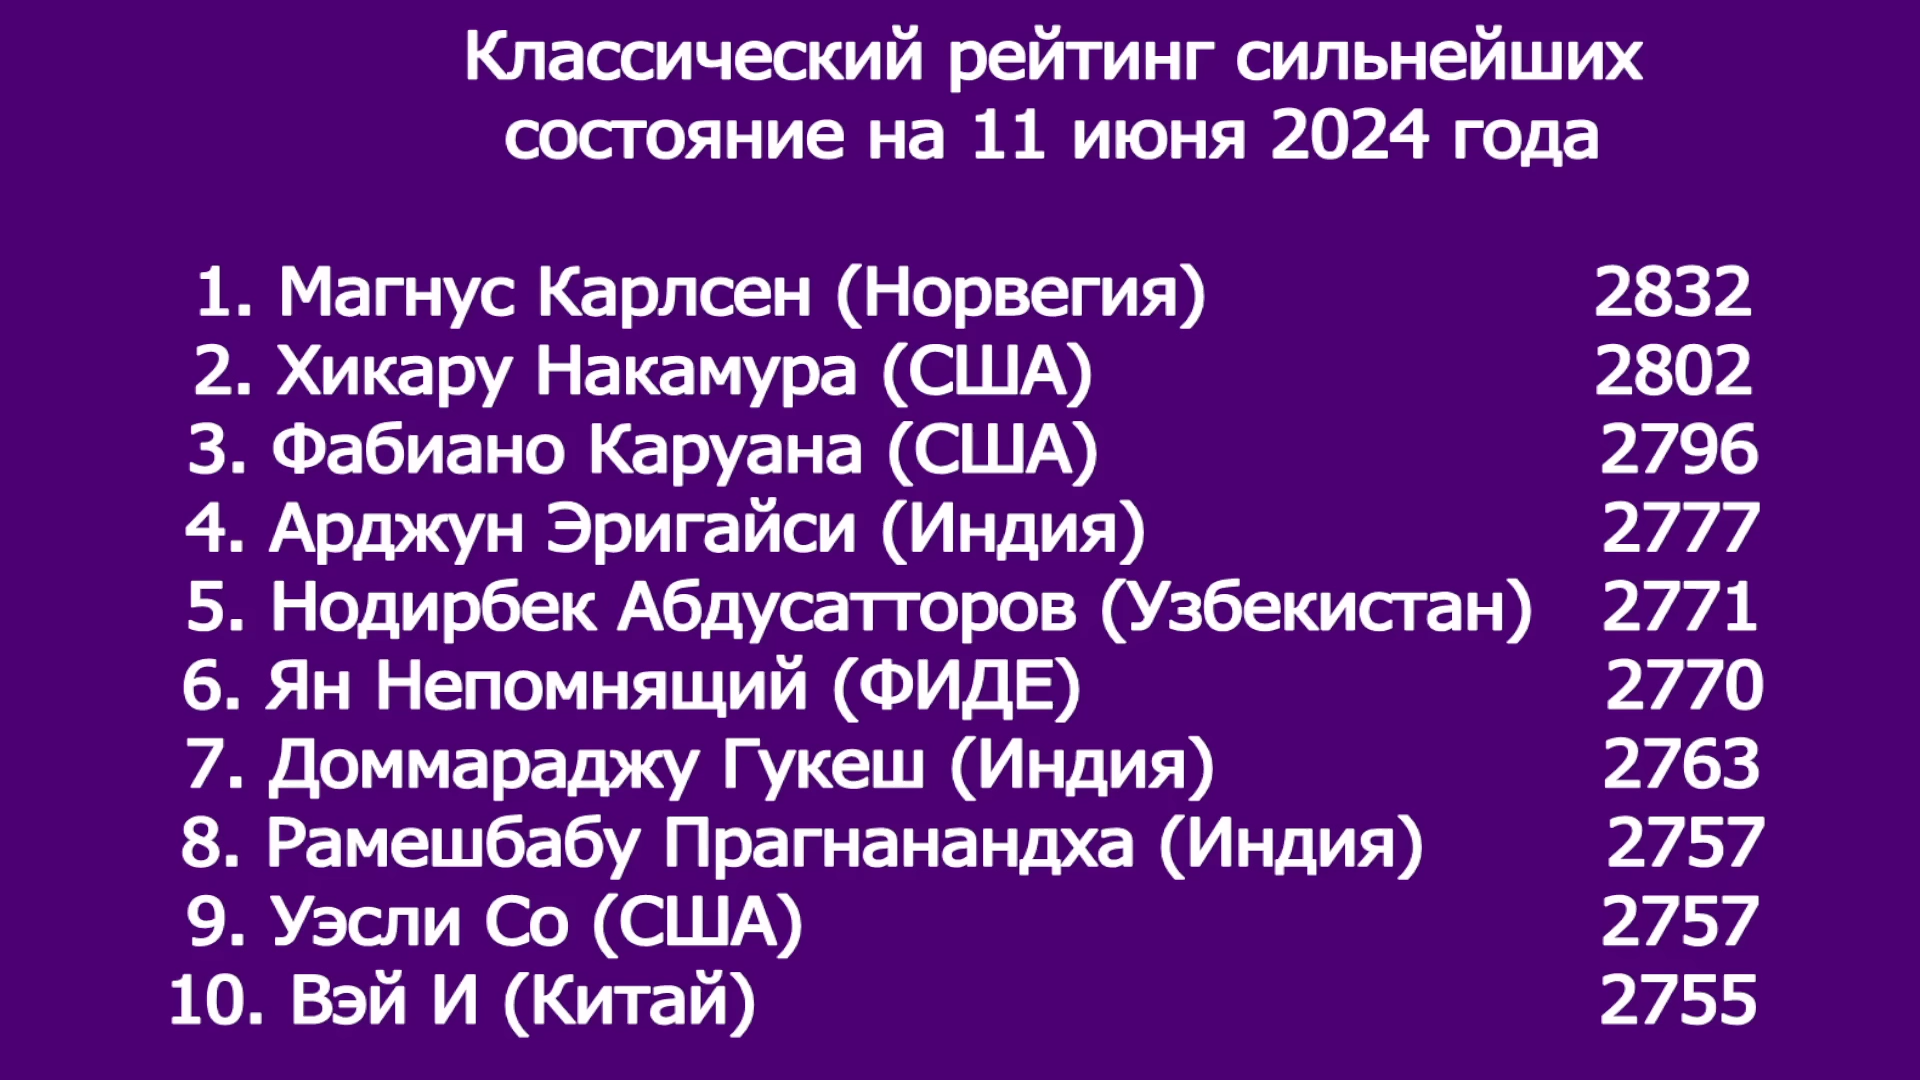 Классический рейтинг сильнейших
состояние на 11 июня 2024 года
1. Магнус Карлсен (Норвегия) 2832
2. Хикару Накамура (США) 2802
3. Фабиано Каруана (США) 2796
4. Арджун Эригайси (Индия) 2777
5. Нодирбек Абдусатторов (Узбекистан) 2771
6. Ян Непомнящий (ФИДЕ) 2770
7. Доммараджу Гукеш (Индия) 2763
8. Рамешбабу Прагнанандха (Индия) 2757
9. Уэсли Со (США) 2757
10. Вэй И (Китай) 2755